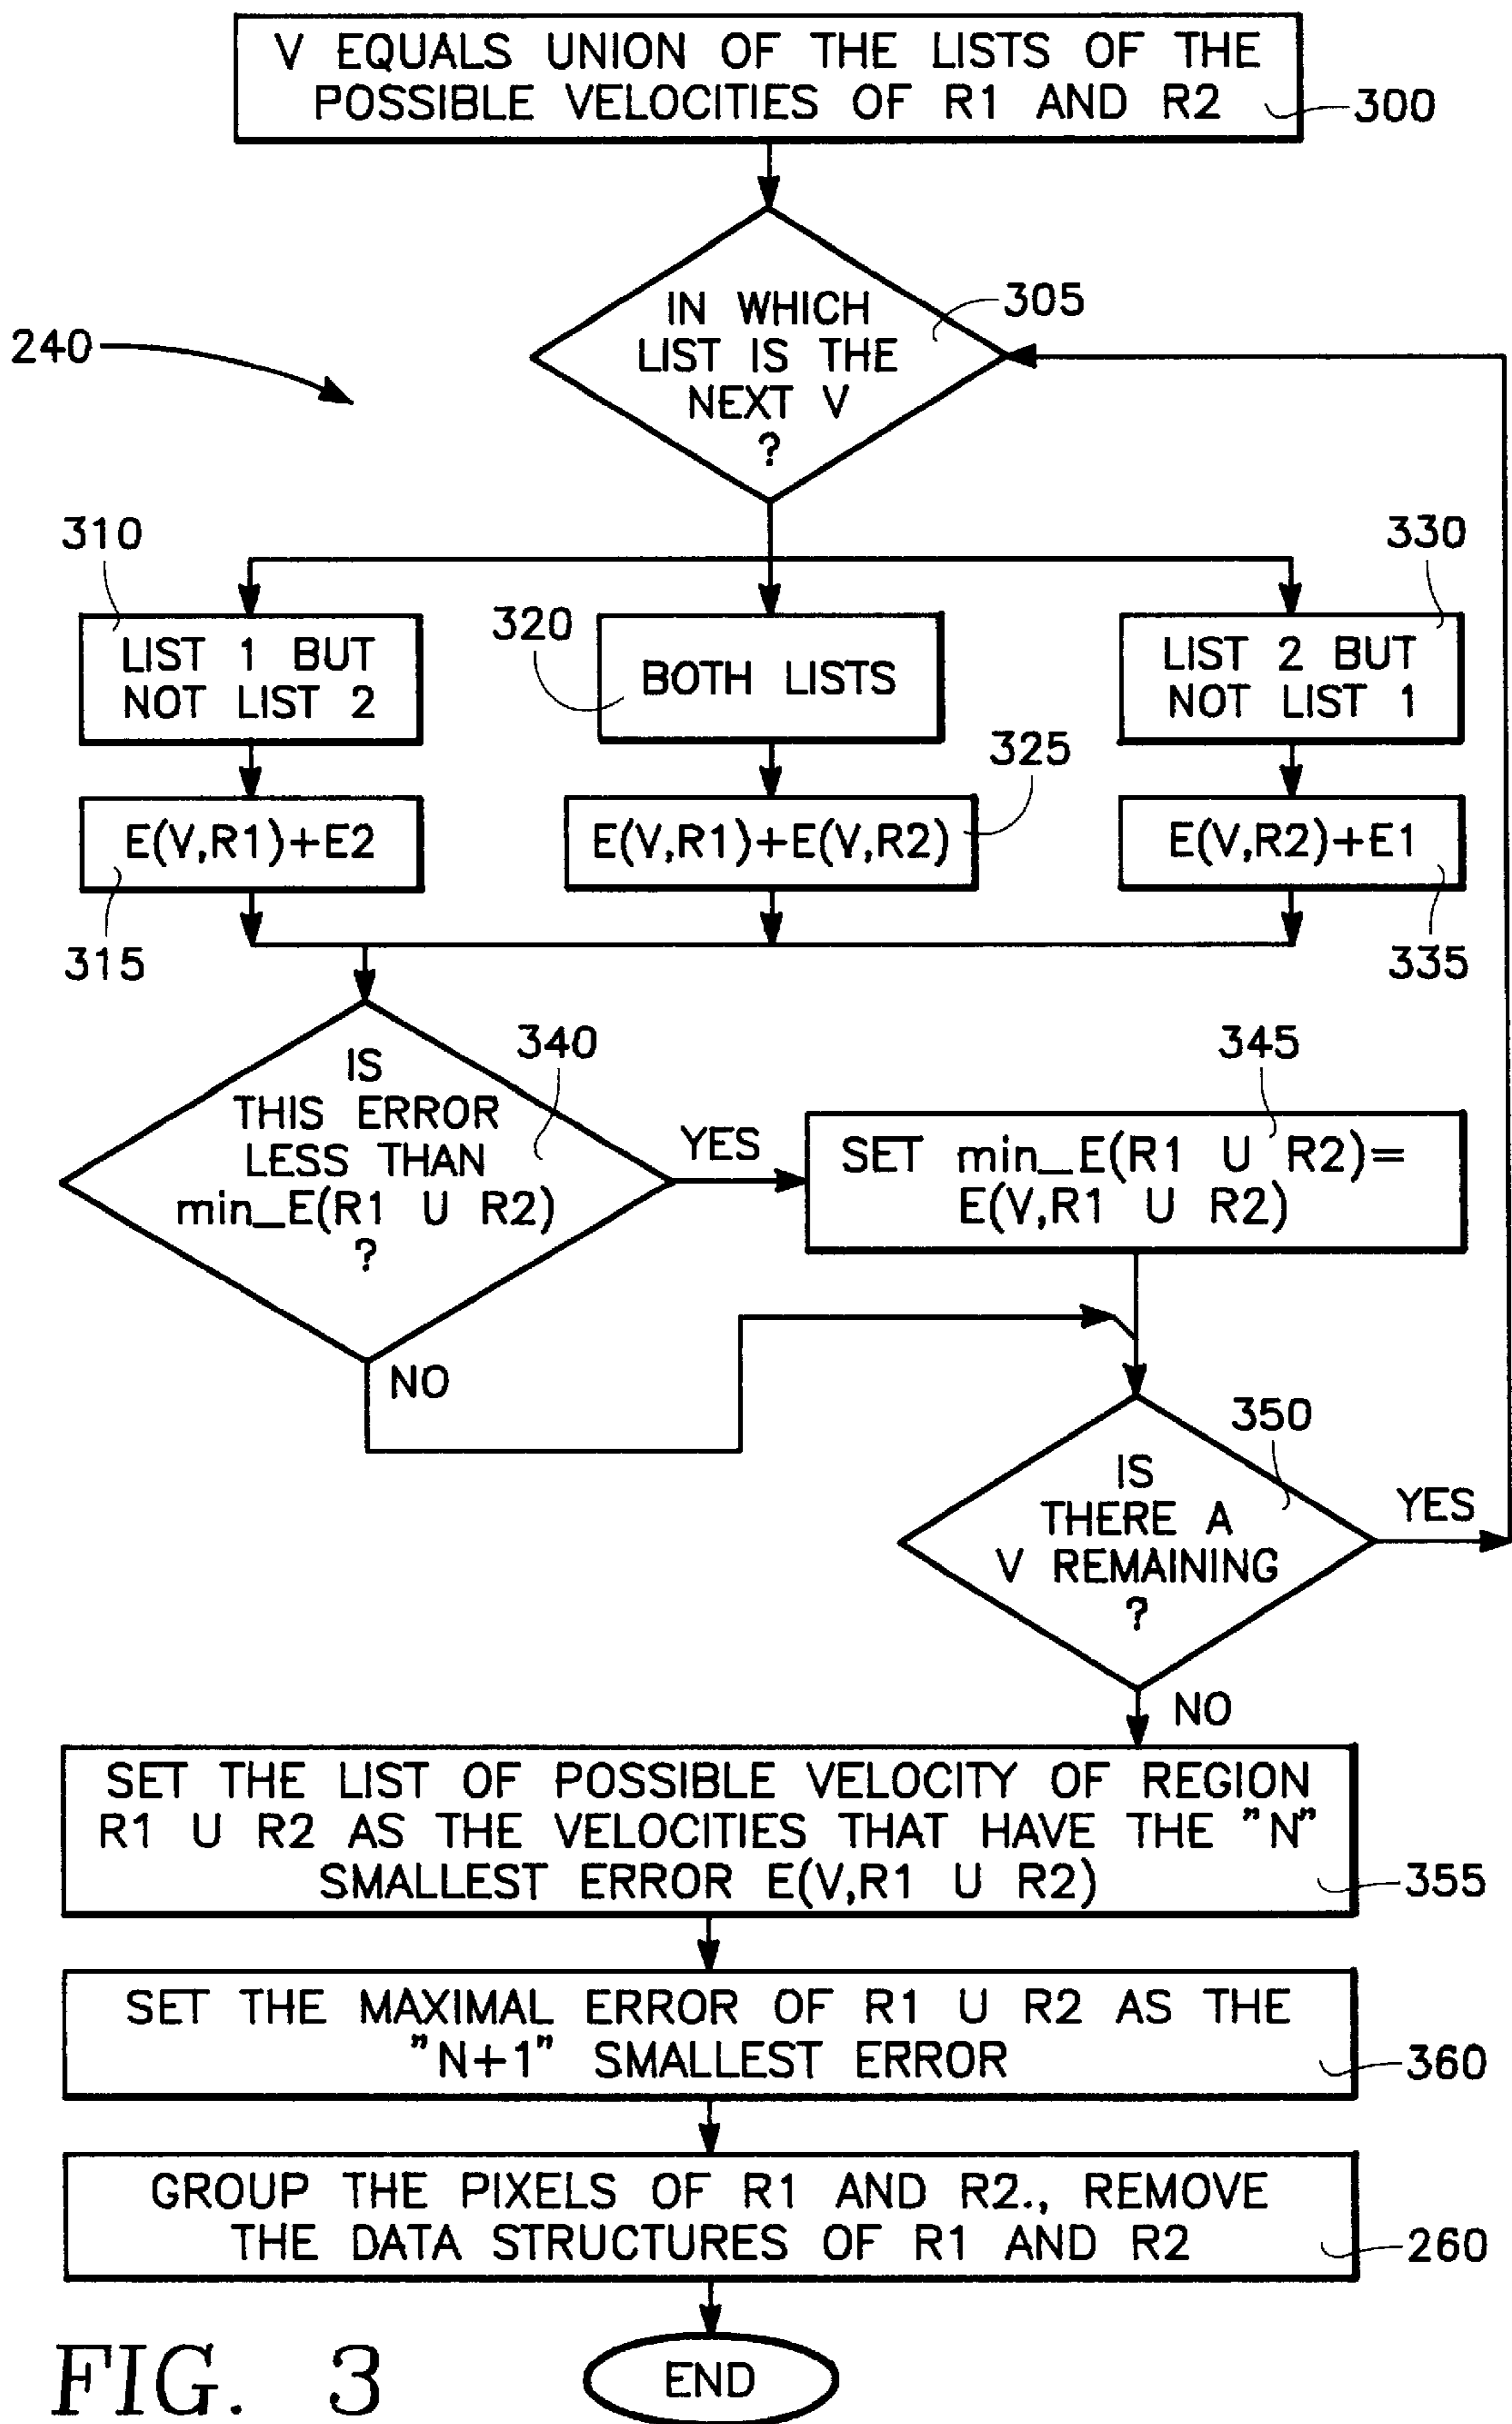 V EQUALS UNION OF THE LISTS OF THE
POSSIBLE VELOCITIES OF R1 AND R2
300
IN WHICH
LIST IS THE
NEXT V
?
305
240
310
LIST 1 BUT
NOT LIST 2
320
BOTH LISTS
330
LIST 2 BUT
NOT LIST 1
E(V,R1)+E2
315
325
E(V,R1)+E(V,R2)
E(V,R2)+E1
335
IS
THIS ERROR
LESS THAN
min_E(R1 U R2)
?
340
YES
NO
345
SET min_E(R1 U R2)=
E(V,R1 U R2)
350
IS
THERE A
V REMAINING
?
YES
NO
SET THE LIST OF POSSIBLE VELOCITY OF REGION
R1 U R2 AS THE VELOCITIES THAT HAVE THE "N"
SMALLEST ERROR E(V,R1 U R2)
355
SET THE MAXIMAL ERROR OF R1 U R2 AS THE
"N+1" SMALLEST ERROR
360
GROUP THE PIXELS OF R1 AND R2., REMOVE
THE DATA STRUCTURES OF R1 AND R2
260
END
FIG. 3